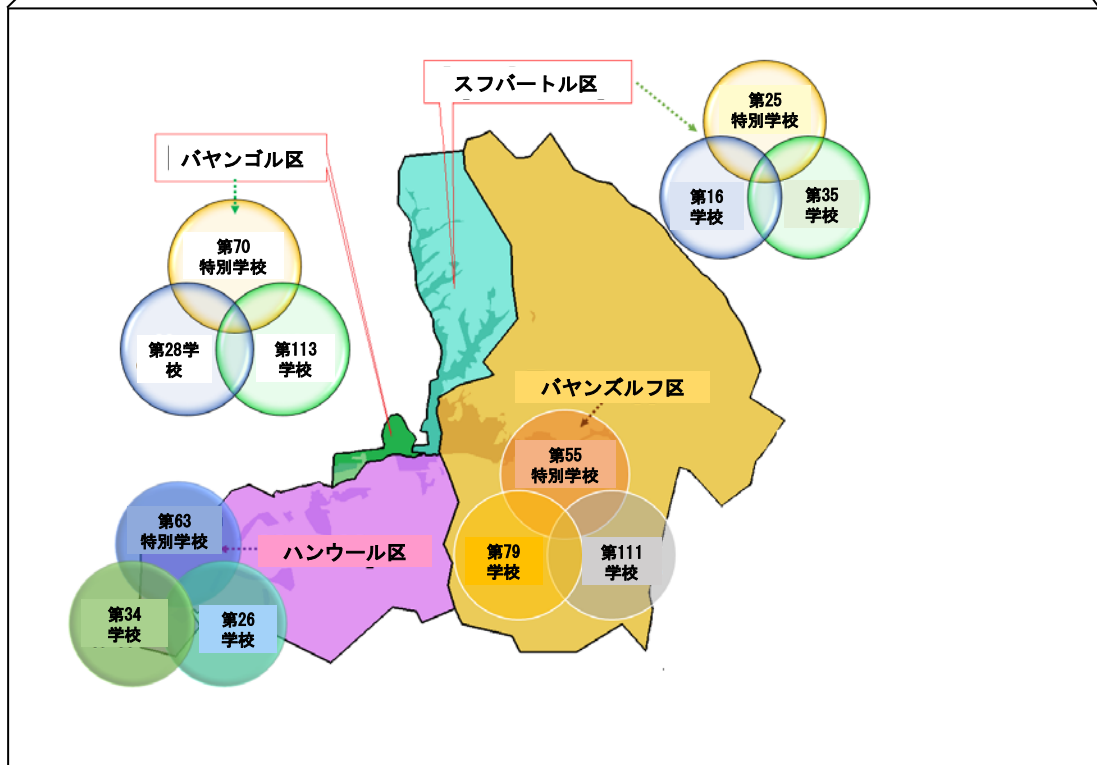 スフバートル区
第25
特別学校
第16
学校
第35
学校
バヤンゴル区
第70
特別学校
第28学
校
第113
学校
バヤンズルフ区
第55
特別学校
第79
学校
第111
学校
第63
特別学校
ハンウール区
第34
学校
第26
学校